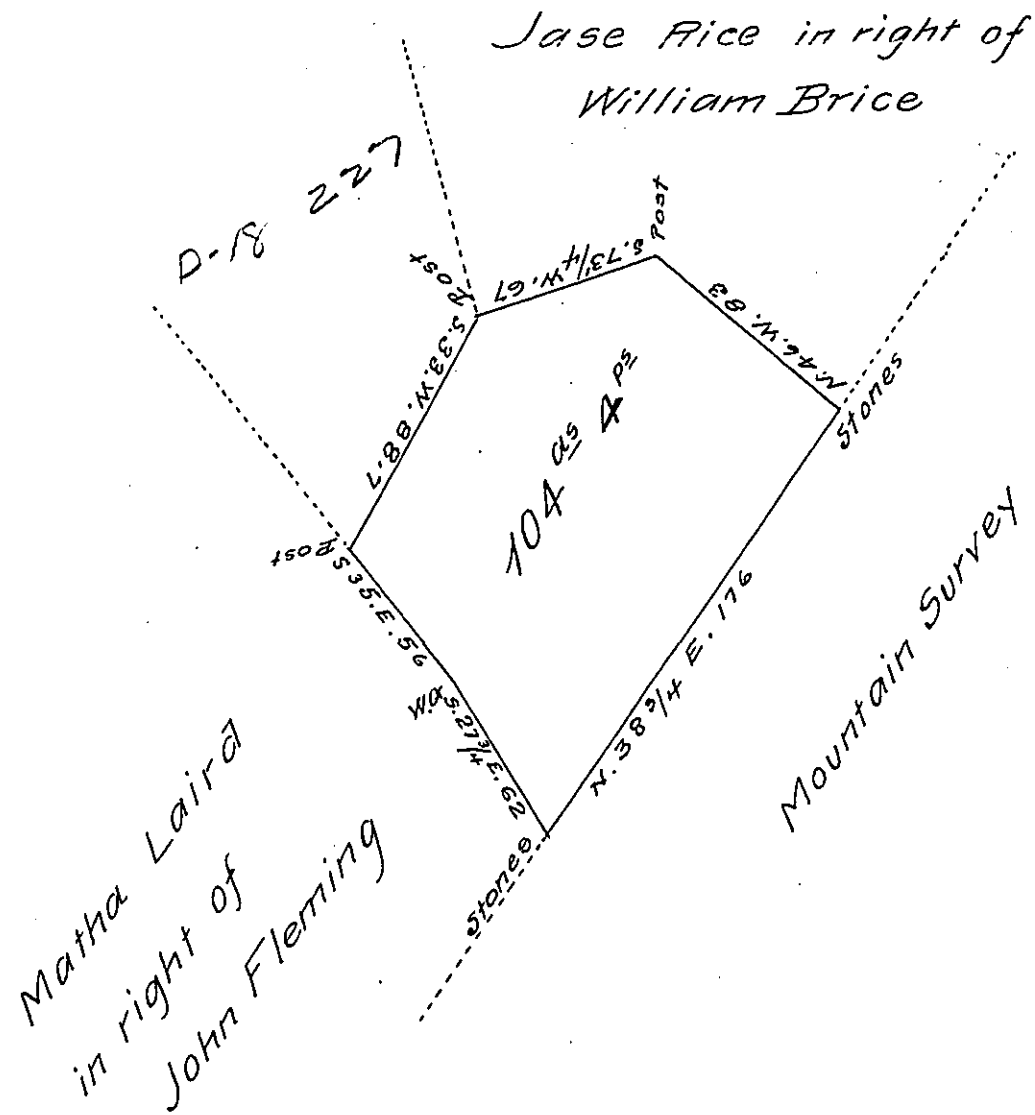 Jase Rice in right of
William Brice
D-18 227
Post
S. 73 1/4 W. 67
Post
N. 46. W. 83
Stones
S. 33. W. 88.7
104 as 4 ps
Post
S 35. E. 56
W.O
S. 27 3/4 E. 62
Stones
N. 38 3/4 E. 176
Mountain Survey
Matha Laird
in right of
John Fleming